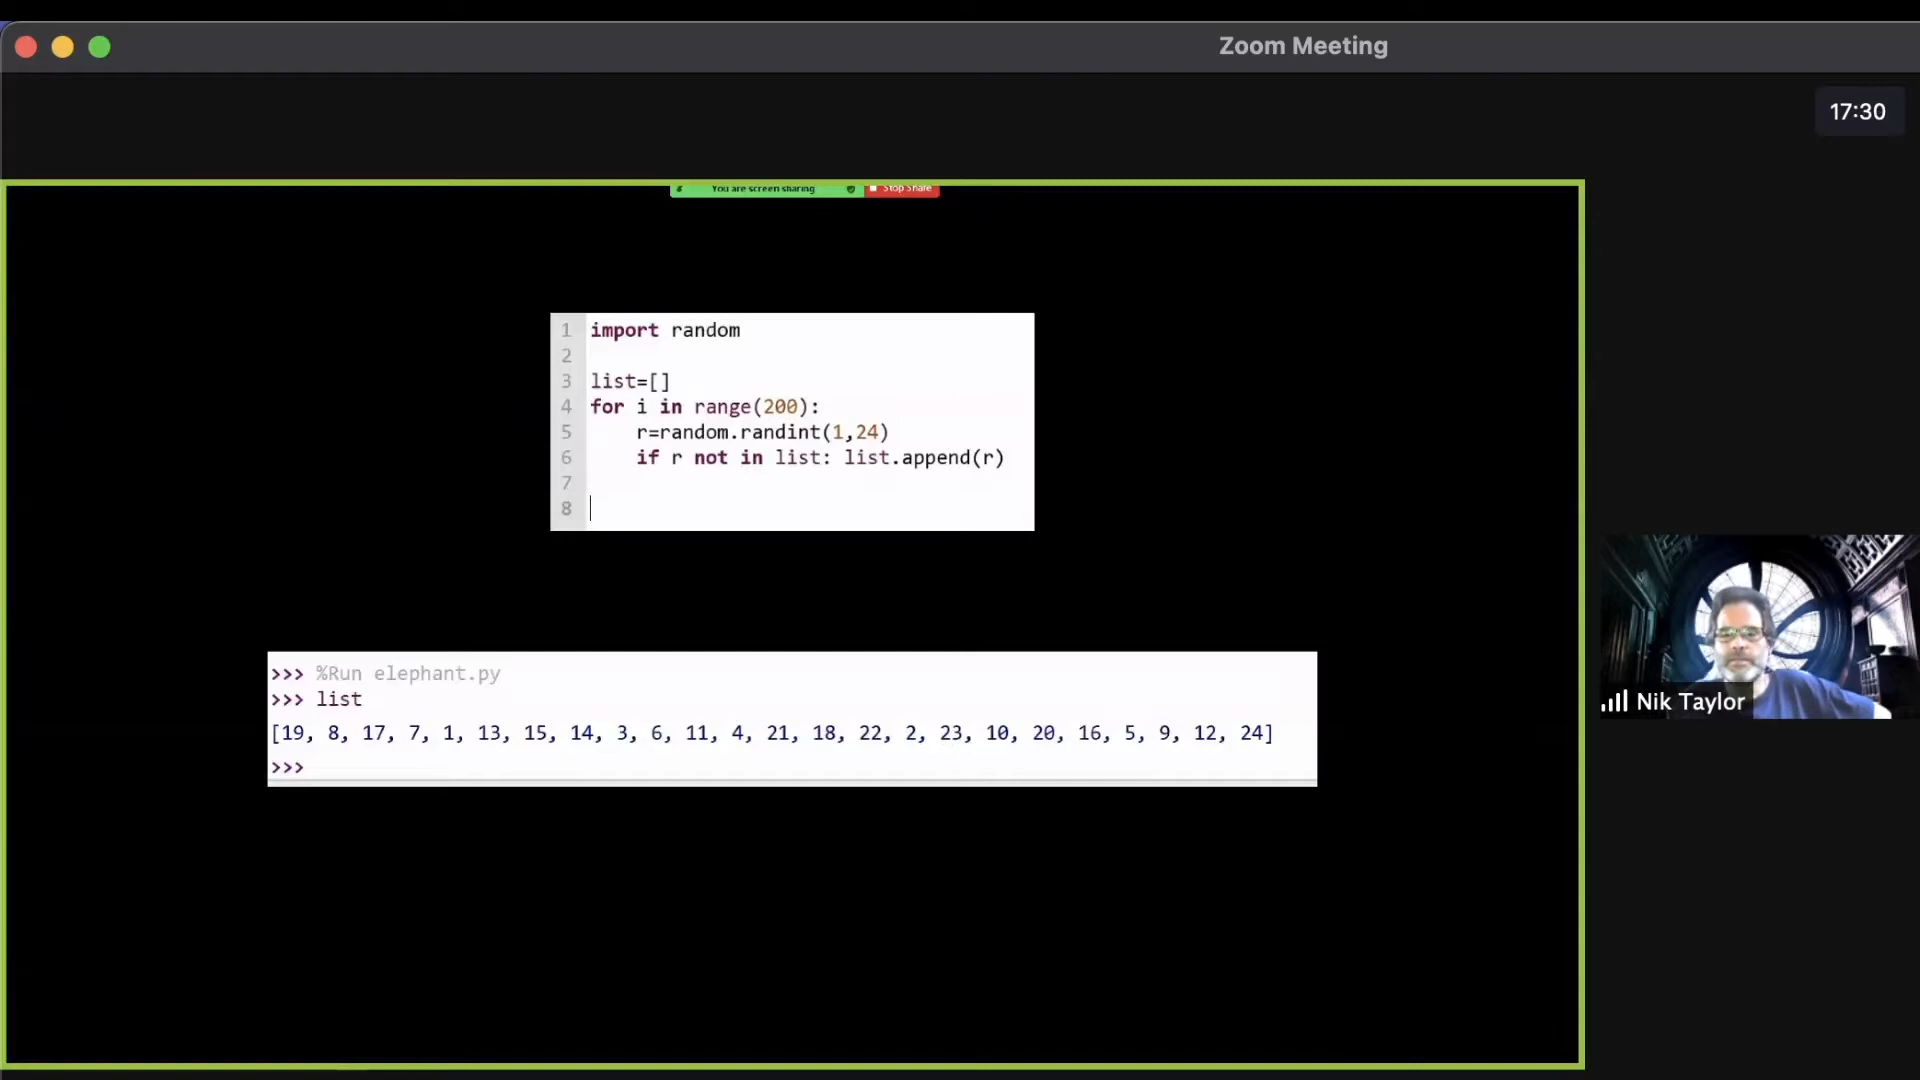 Zoom Meeting
17:30
You are screen sharing
Stop Share
1 import random
2
3 list=[]
4 for i in range(200):
5 r=random.randint(1,24)
6 if r not in list: list.append(r)
7
8
>>> %Run elephant.py
>>> list
[19, 8, 17, 7, 1, 13, 15, 14, 3, 6, 11, 4, 21, 18, 22, 2, 23, 10, 20, 16, 5, 9, 12, 24]
>>>
Nik Taylor